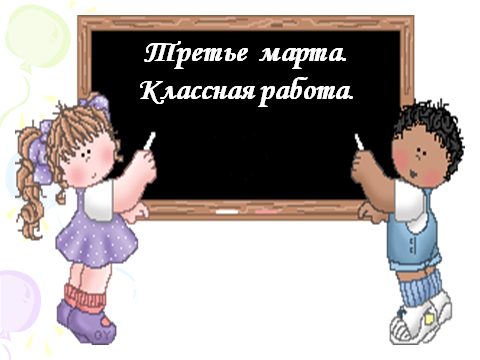 Третье марта.
Классная работа.